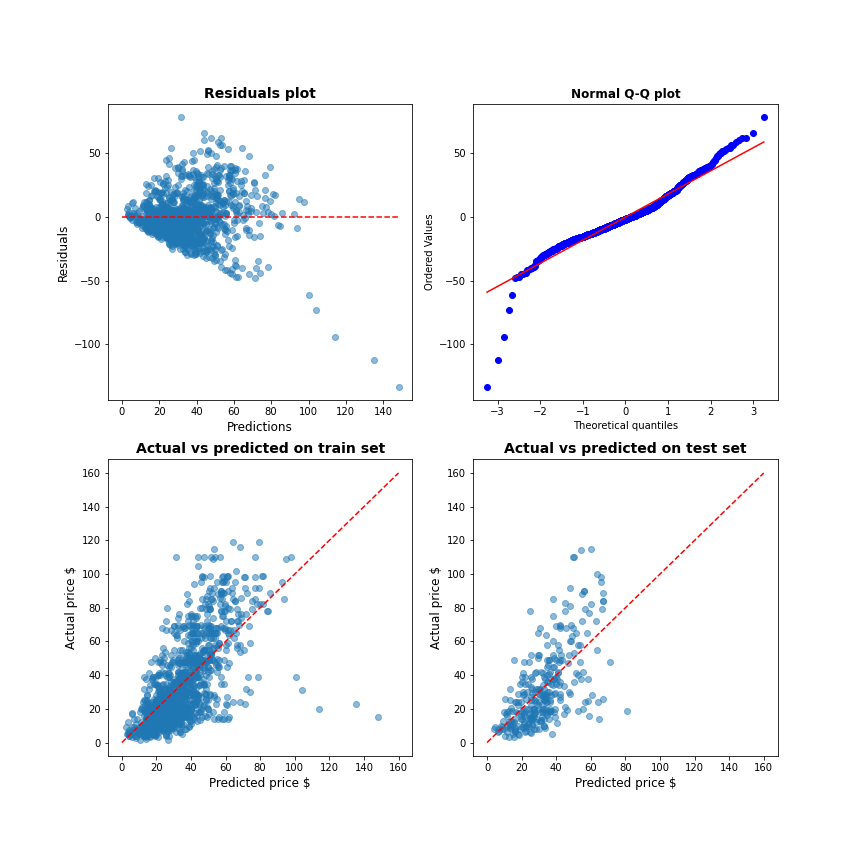 Residuals plot
50
0
−50
−100
Residuals
0 20 40 60 80 100 120 140
Predictions
Normal Q-Q plot
50
0
−50
−100
Ordered Values
−3 −2 −1 0 1 2 3
Theoretical quantiles
Actual vs predicted on train set
160
140
120
100
80
60
40
20
0
Actual price $
0 20 40 60 80 100 120 140 160
Predicted price $
Actual vs predicted on test set
160
140
120
100
80
60
40
20
0
Actual price $
0 20 40 60 80 100 120 140 160
Predicted price $